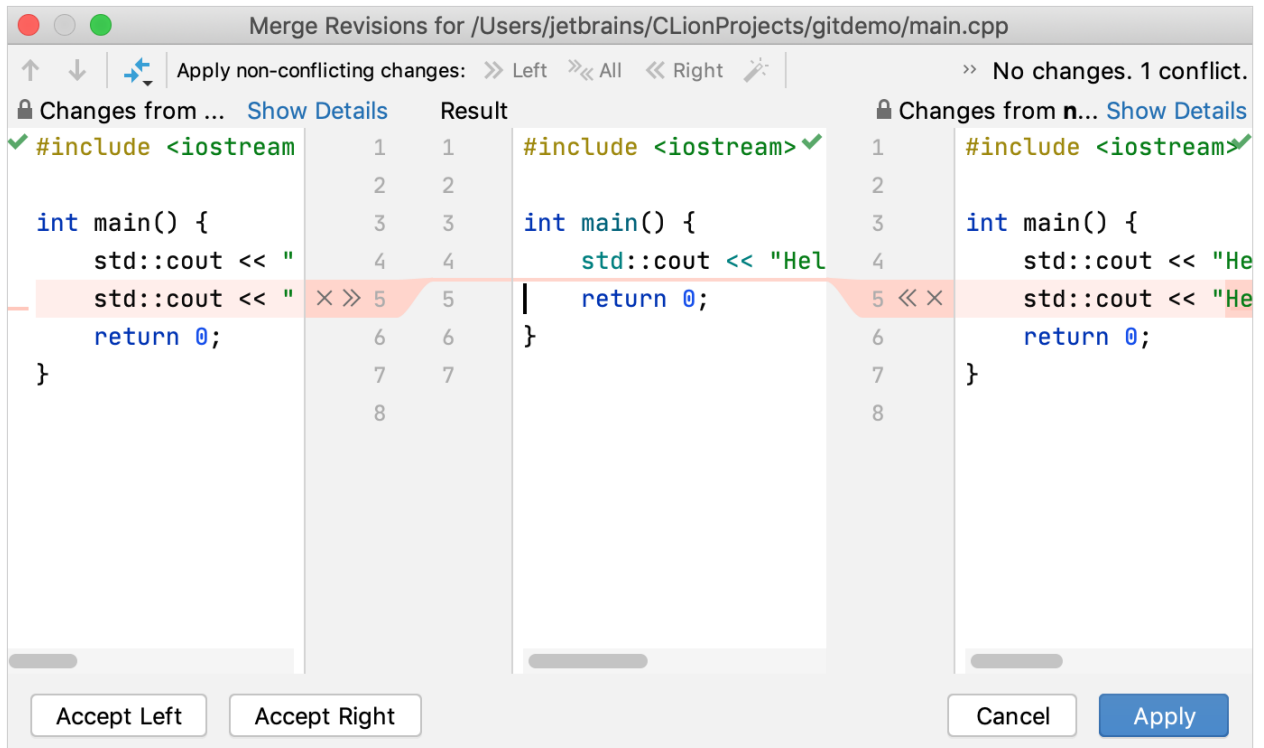 Merge Revisions for /Users/jetbrains/CLionProjects/gitdemo/main.cpp
Apply non-conflicting changes: Left All Right
No changes. 1 conflict.
Changes from ... Show Details
Result
Changes from n... Show Details
#include <iostream 1
2
int main() { 3
std::cout << " 4
std::cout << " 5
return 0; 6
} 7
8
1 #include <iostream>
2
3 int main() {
4 std::cout << "Hel
5 return 0;
6 }
7
1 #include <iostream>
2
3 int main() {
4 std::cout << "He
5 std::cout << "He
6 return 0;
7 }
8
Accept Left Accept Right Cancel Apply